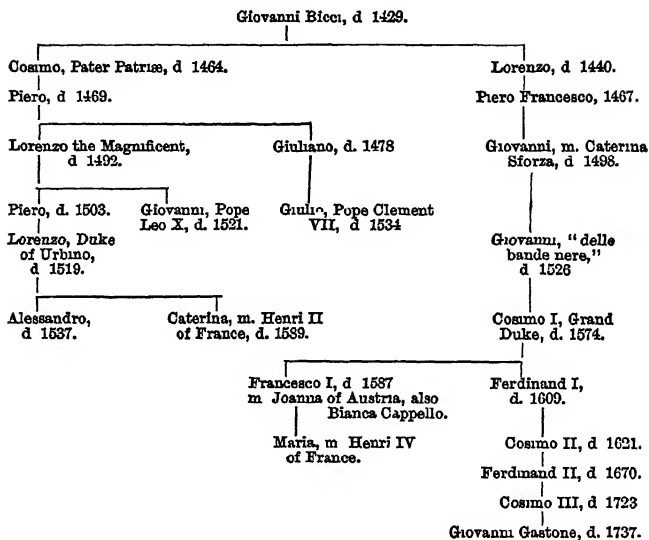 Giovanni Bicci, d 1429.
Cosimo, Pater Patriæ, d 1464.
Lorenzo, d 1440.
Piero, d 1469.
Piero Francesco, 1467.
Lorenzo the Magnificent,
d 1492.
Giuliano, d. 1478
Giovanni, m. Caterina
Sforza, d 1498.
Piero, d. 1503.
Giovanni, Pope
Leo X, d. 1521.
Giulio, Pope Clement
VII, d 1534
Lorenzo, Duke
of Urbino,
d 1519.
Giovanni, "delle
bande nere,"
d 1526
Alessandro,
d 1537.
Caterina, m. Henri II
of France, d. 1589.
Cosimo I, Grand
Duke, d. 1574.
Francesco I, d 1587
m Joanna of Austria, also
Bianca Cappello.
Ferdinand I,
d. 1609.
Maria, m Henri IV
of France.
Cosimo II, d 1621.
Ferdinand II, d 1670.
Cosimo III, d 1723
Giovanni Gastone, d. 1737.